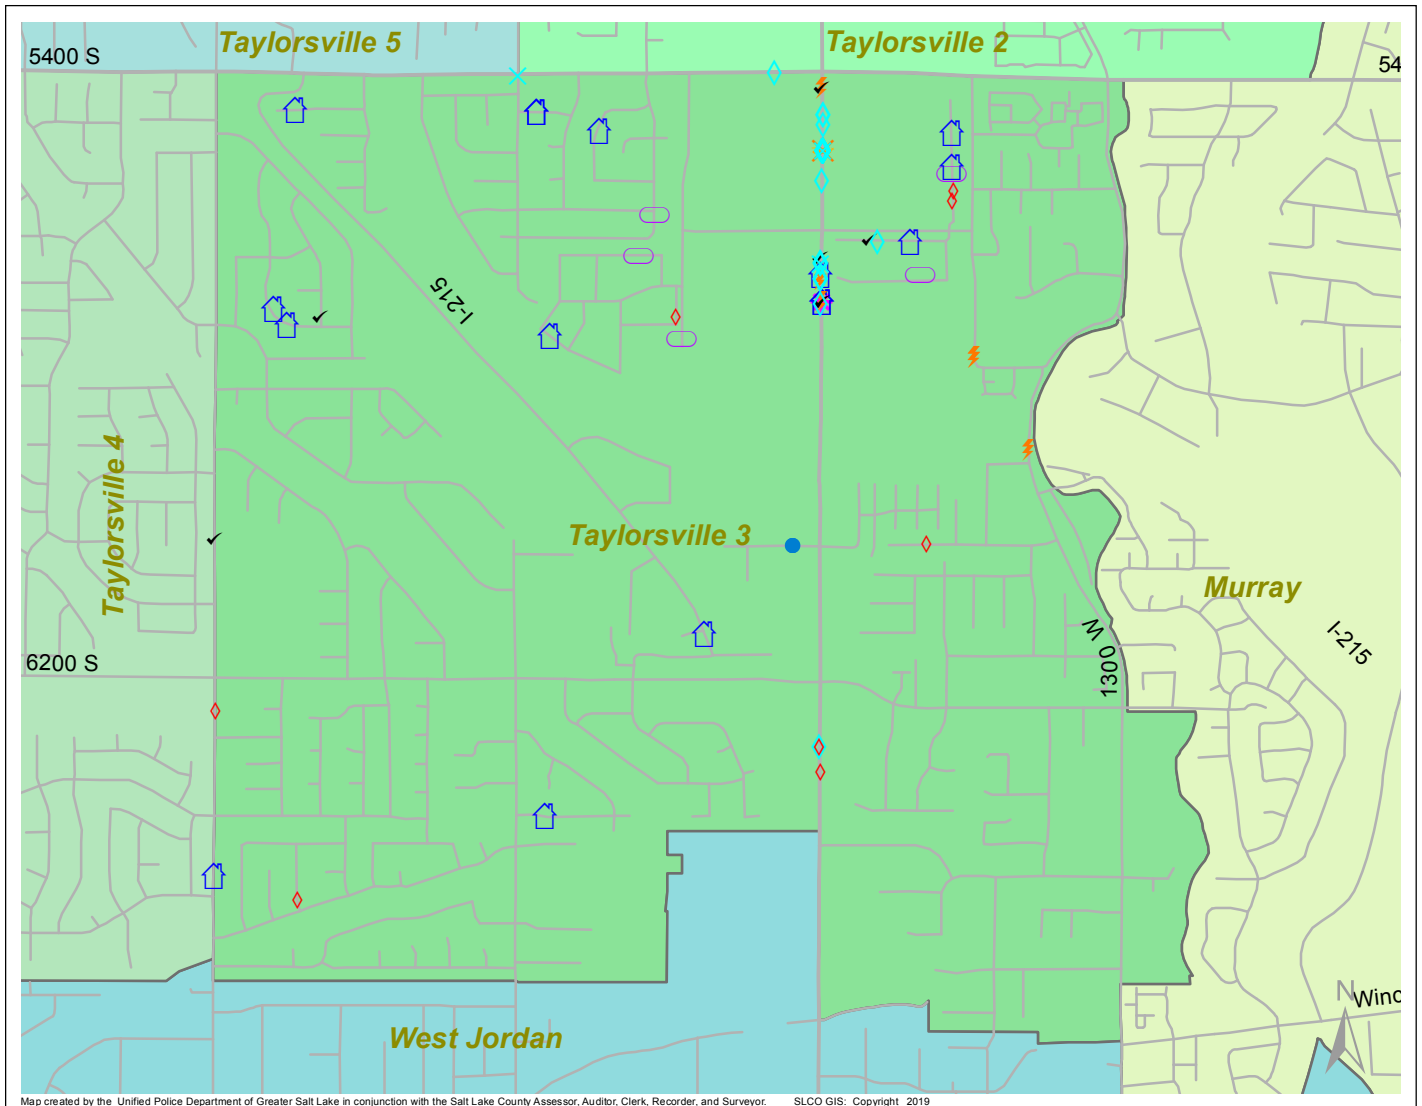 Taylorsville 5
Taylorsville 2
5400 S
54
I-215
Taylorsville 4
Taylorsville 3
Murray
6200 S
1300 W
I-215
N
Winc
West Jordan
Map created by the Unified Police Department of Greater Salt Lake in conjunction with the Salt Lake County Assessor, Auditor, Clerk, Recorder, and Surveyor. SLCO GIS: Copyright 2019